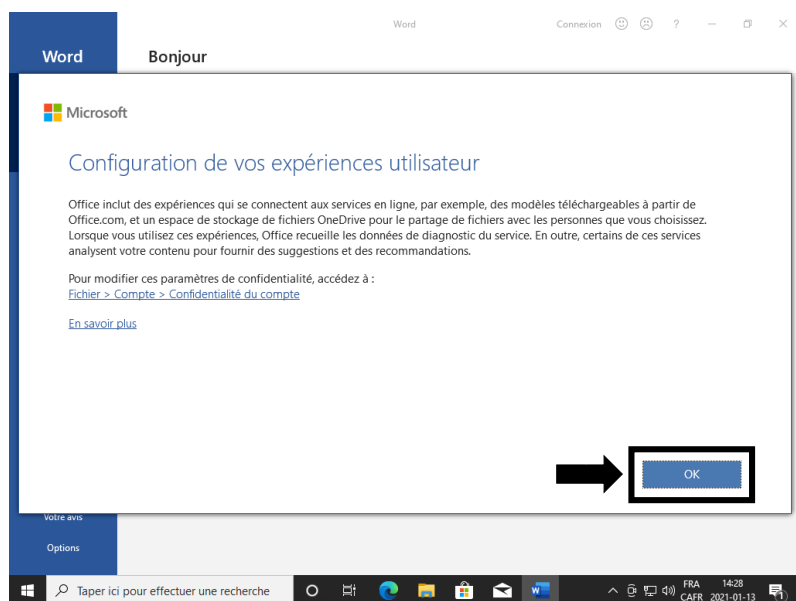 Word
Connexion
?
Word
Bonjour
Microsoft
Configuration de vos expériences utilisateur
Office inclut des expériences qui se connectent aux services en ligne, par exemple, des modèles téléchargeables à partir de
Office.com, et un espace de stockage de fichiers OneDrive pour le partage de fichiers avec les personnes que vous choisissez.
Lorsque vous utilisez ces expériences, Office recueille les données de diagnostic du service. En outre, certains de ces services
analysent votre contenu pour fournir des suggestions et des recommandations.
Pour modifier ces paramètres de confidentialité, accédez à :
Fichier > Compte > Confidentialité du compte
En savoir plus
OK
Votre avis
Options
Taper ici pour effectuer une recherche
FRA 14:28
CAFR 2021-01-13
1